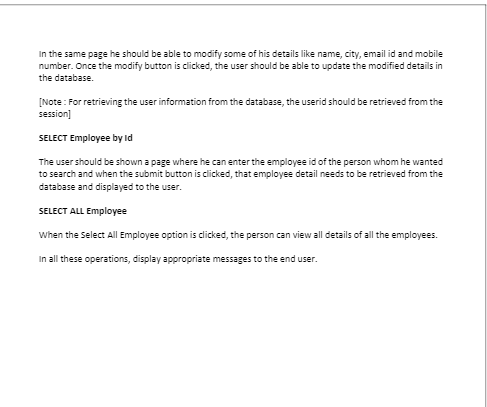 In the same page he should be able to modify some of his details like name, city, email id and mobile
number. Once the modify button is clicked, the user should be able to update the modified details in
the database.
[Note : For retrieving the user information from the database, the userid should be retrieved from the
session]
SELECT Employee by Id
The user should be shown a page where he can enter the employee id of the person whom he wanted
to search and when the submit button is clicked, that employee detail needs to be retrieved from the
database and displayed to the user.
SELECT ALL Employee
When the Select All Employee option is clicked, the person can view all details of all the employees.
In all these operations, display appropriate messages to the end user.